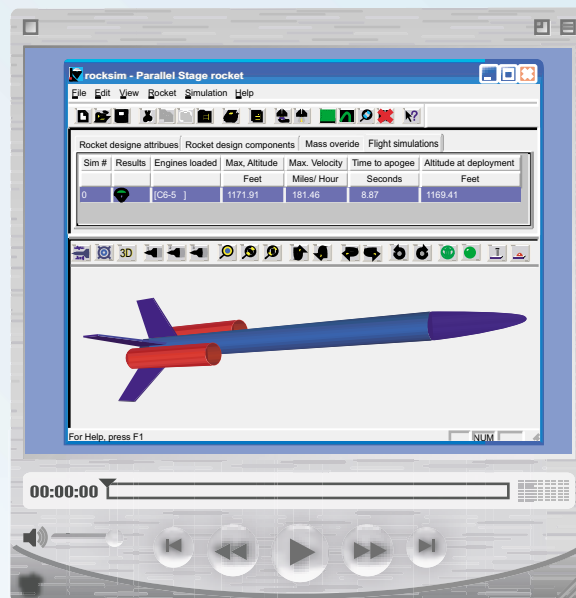 rocksim - Parallel Stage rocket
File Edit View Rocket Simulation Help
Rocket designe attribues Rocket design components Mass overide Flight simulations
Sim # Results Engines loaded Max, Altitude Max. Velocity Time to apogee Altitude at deployment
Feet Miles/ Hour Seconds Feet
0 [C6-5 ] 1171.91 181.46 8.87 1169.41
3D
For Help, press F1 NUM
00:00:00